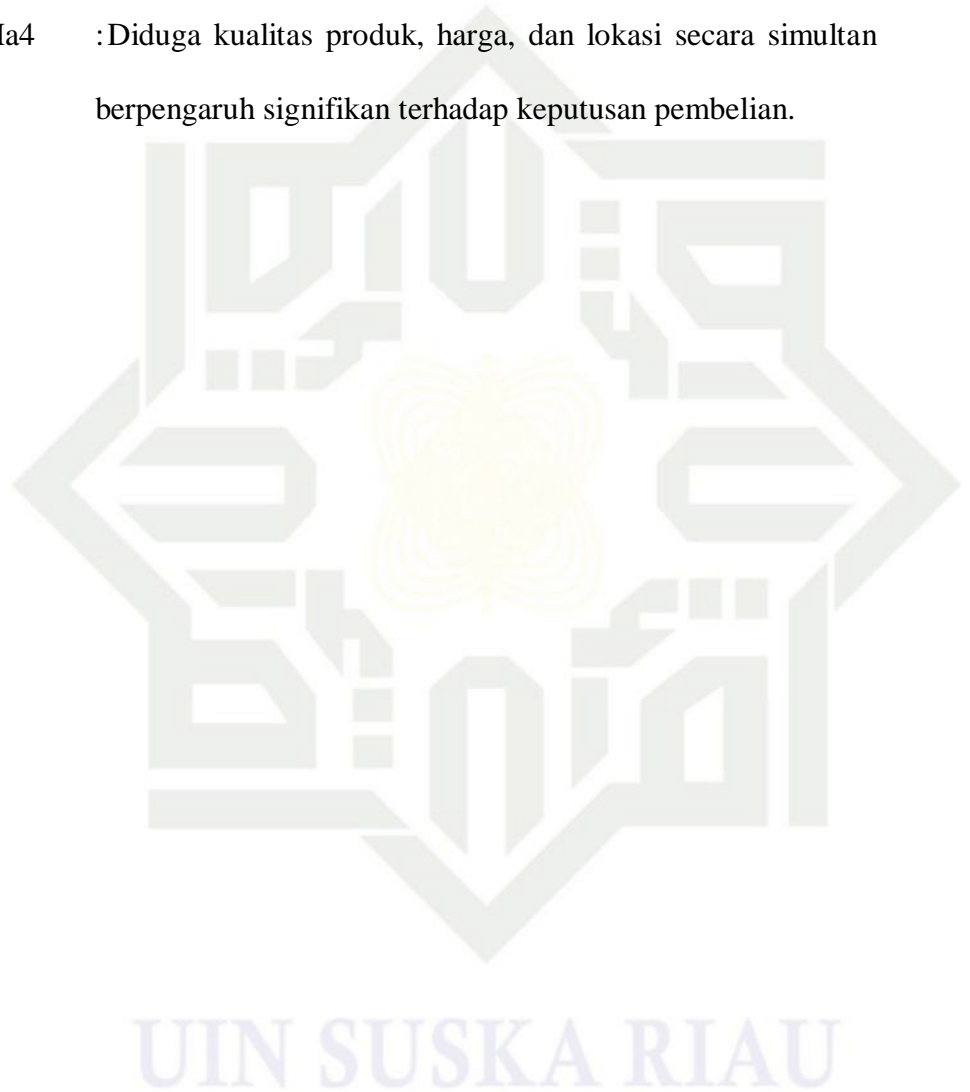 Ha4 :Diduga kualitas produk, harga, dan lokasi secara simultan
berpengaruh signifikan terhadap keputusan pembelian.
UIN SUSKA RIAU